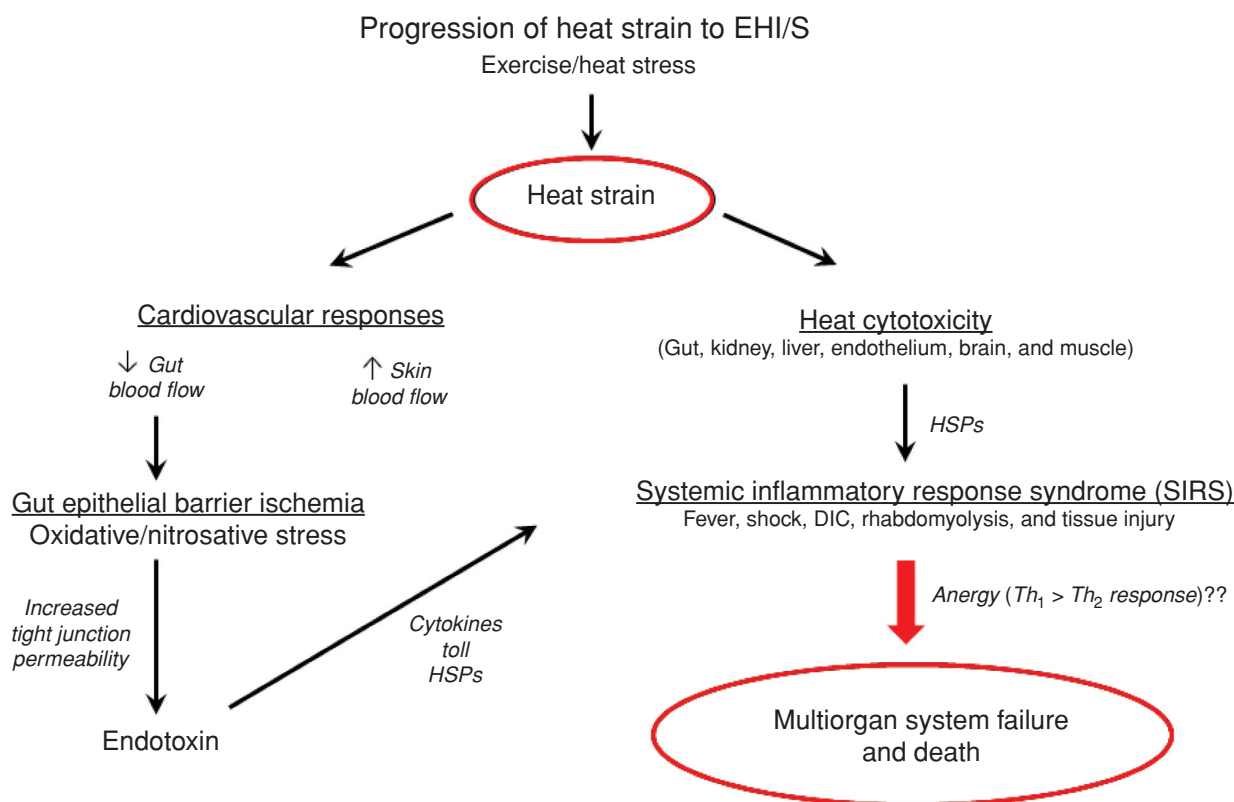 Progression of heat strain to EHI/S
Exercise/heat stress
Heat strain
Cardiovascular responses
↓ Gut
blood flow
↑ Skin
blood flow
Gut epithelial barrier ischemia
Oxidative/nitrosative stress
Increased
tight junction
permeability
Endotoxin
Cytokines
toll
HSPs
Heat cytotoxicity
(Gut, kidney, liver, endothelium, brain, and muscle)
HSPs
Systemic inflammatory response syndrome (SIRS)
Fever, shock, DIC, rhabdomyolysis, and tissue injury
Anergy (Th₁ > Th₂ response)??
Multiorgan system failure
and death